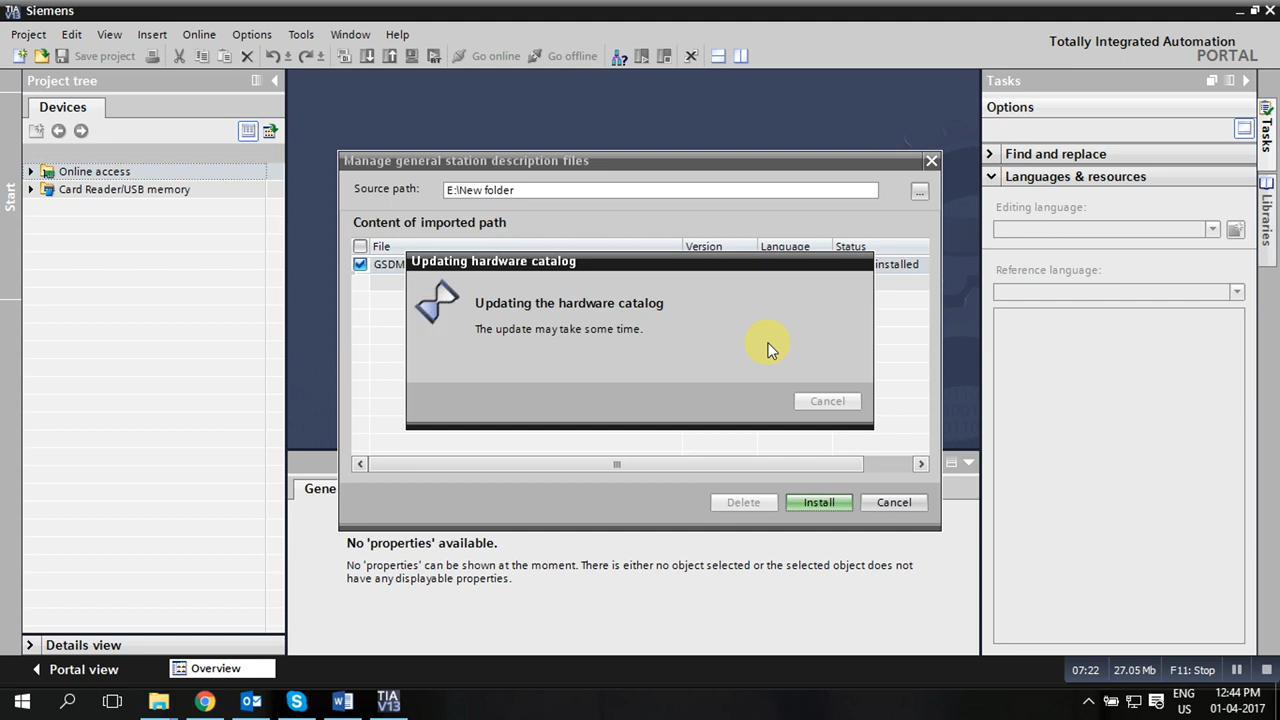 TIA
V13
Siemens
Project Edit View Insert Online Options Tools Window Help
Totally Integrated Automation
PORTAL
Save project
Go online
Go offline
Project tree
Devices
Online access
Card Reader/USB memory
Start
Manage general station description files
Source path: E:\New folder
...
Content of imported path
File Version Language Status
GSDM
installed
Updating hardware catalog
Updating the hardware catalog
The update may take some time.
Cancel
Delete Install Cancel
Gene
No 'properties' available.
No 'properties' can be shown at the moment. There is either no object selected or the selected object does not
have any displayable properties.
Tasks
Options
Find and replace
Languages & resources
Editing language:
Reference language:
Tasks
Libraries
Details view
Portal view
Overview
07:22 27.05 Mb F11: Stop
TIA
V13
ENG
US
12:44 PM
01-04-2017